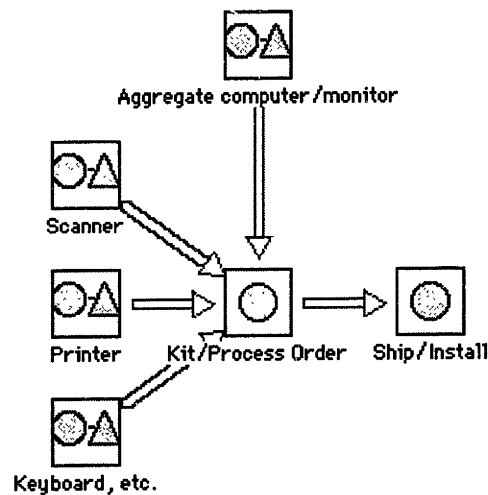 Aggregate computer/monitor
Scanner
Printer
Kit/Process Order
Ship/Install
Keyboard, etc.